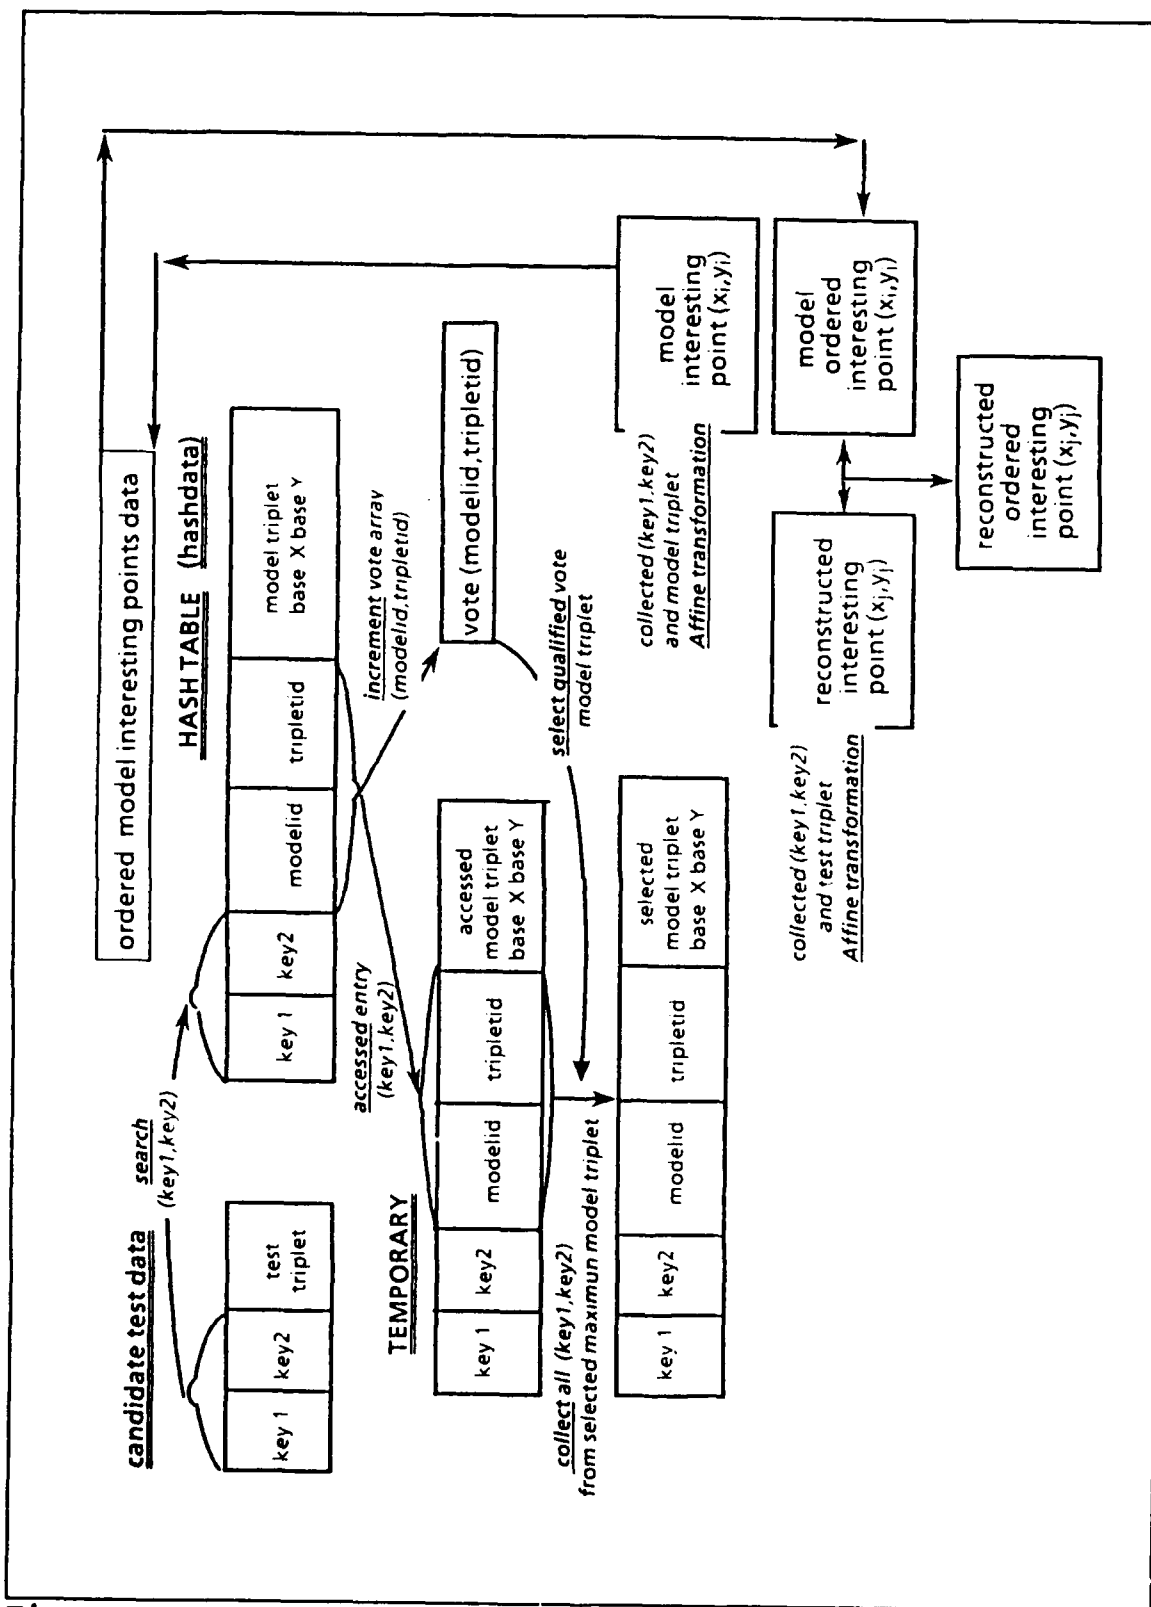 ordered model interesting points data
candidate test data
search
(key1,key2)
HASH TABLE (hashdata)
key 1
key2
test
triplet
key 1
key2
modelid
tripletid
model triplet
base X base Y
accessed entry
(key1,key2)
increment vote array
(modelid,tripletid)
TEMPORARY
key 1
key2
modelid
tripletid
accessed
model triplet
base X base Y
vote (modelid,tripletid)
collect all (key1,key2)
from selected maximun model triplet
select qualified vote
model triplet
key 1
key2
modelid
tripletid
selected
model triplet
base X base Y
collected (key1,key2)
and model triplet
Affine transformation
model
interesting
point (xi,yi)
collected (key1,key2)
and test triplet
Affine transformation
reconstructed
interesting
point (xj,yj)
model
ordered
interesting
point (xi,yi)
reconstructed
ordered
interesting
point (xj,yj)